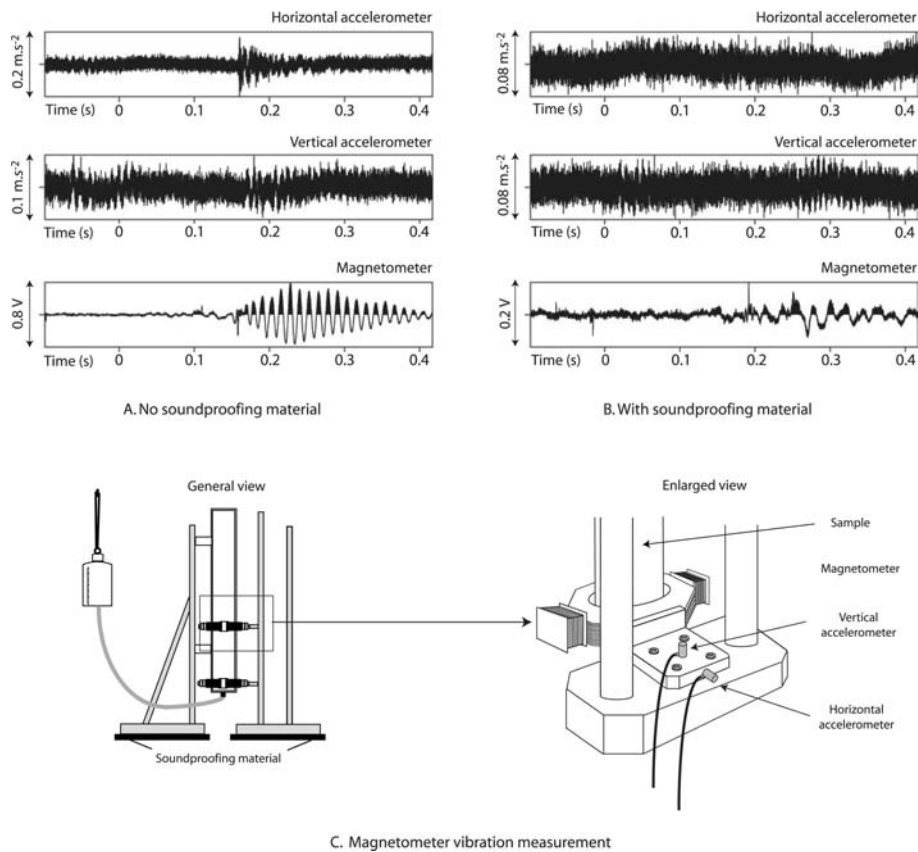 Horizontal accelerometer
0.2 m.s-2
Time (s) 0 0.1 0.2 0.3 0.4
Vertical accelerometer
0.1 m.s-2
Time (s) 0 0.1 0.2 0.3 0.4
Magnetometer
0.8 V
Time (s) 0 0.1 0.2 0.3 0.4
A. No soundproofing material
Horizontal accelerometer
0.08 m.s-2
Time (s) 0 0.1 0.2 0.3 0.4
Vertical accelerometer
0.08 m.s-2
Time (s) 0 0.1 0.2 0.3 0.4
Magnetometer
0.2 V
Time (s) 0 0.1 0.2 0.3 0.4
B. With soundproofing material
General view
Soundproofing material
Enlarged view
Sample
Magnetometer
Vertical
accelerometer
Horizontal
accelerometer
C. Magnetometer vibration measurement